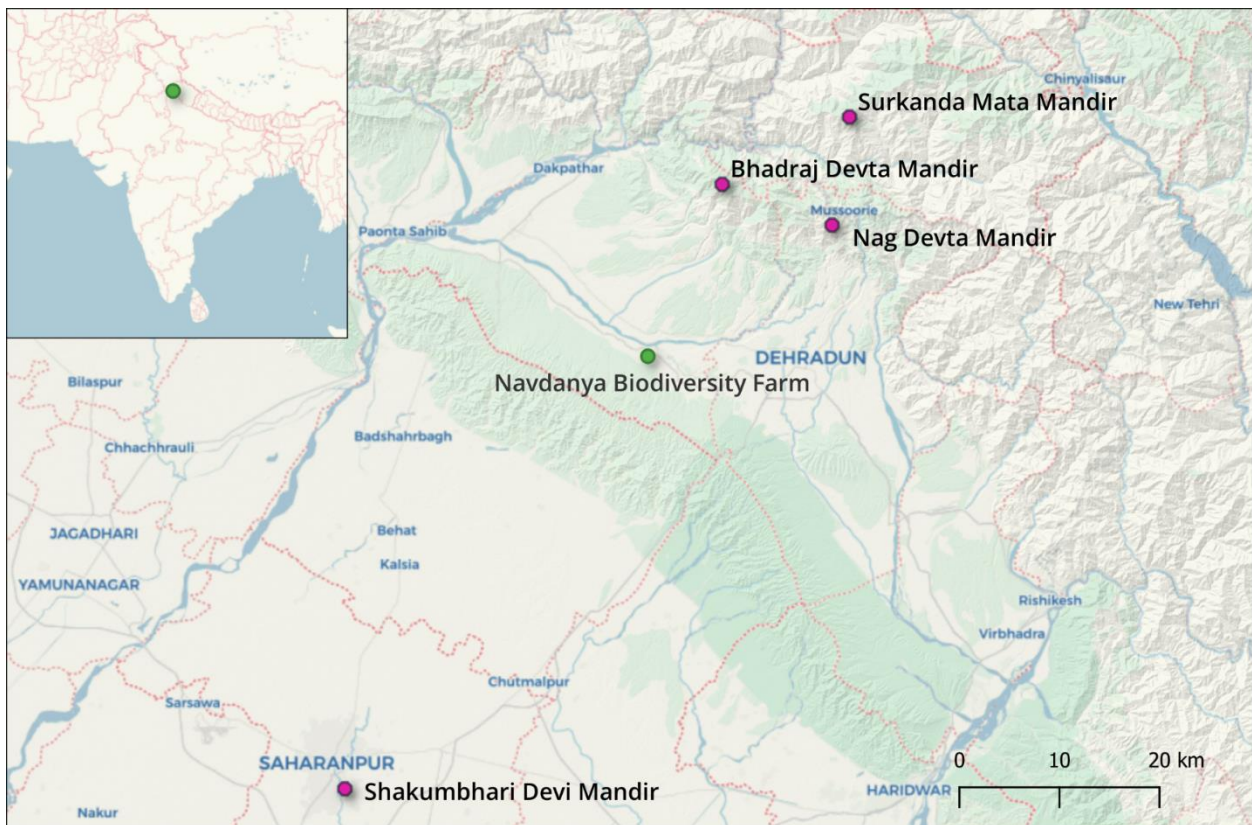 Chinyalisaur
Surkanda Mata Mandir
Dakpathar
Bhadraj Devta Mandir
Mussoorie
Paonta Sahib
Nag Devta Mandir
New Tehri
DEHRADUN
Navdanya Biodiversity Farm
Bilaspur
Badshahrbagh
Chhachhrauli
Behat
JAGADHARI
Kalsia
YAMUNANAGAR
Rishikesh
Virbhadra
Chutmalpur
Sarsawa
SAHARANPUR
0 10 20 km
Shakumbhari Devi Mandir
HARIDWAR
Nakur